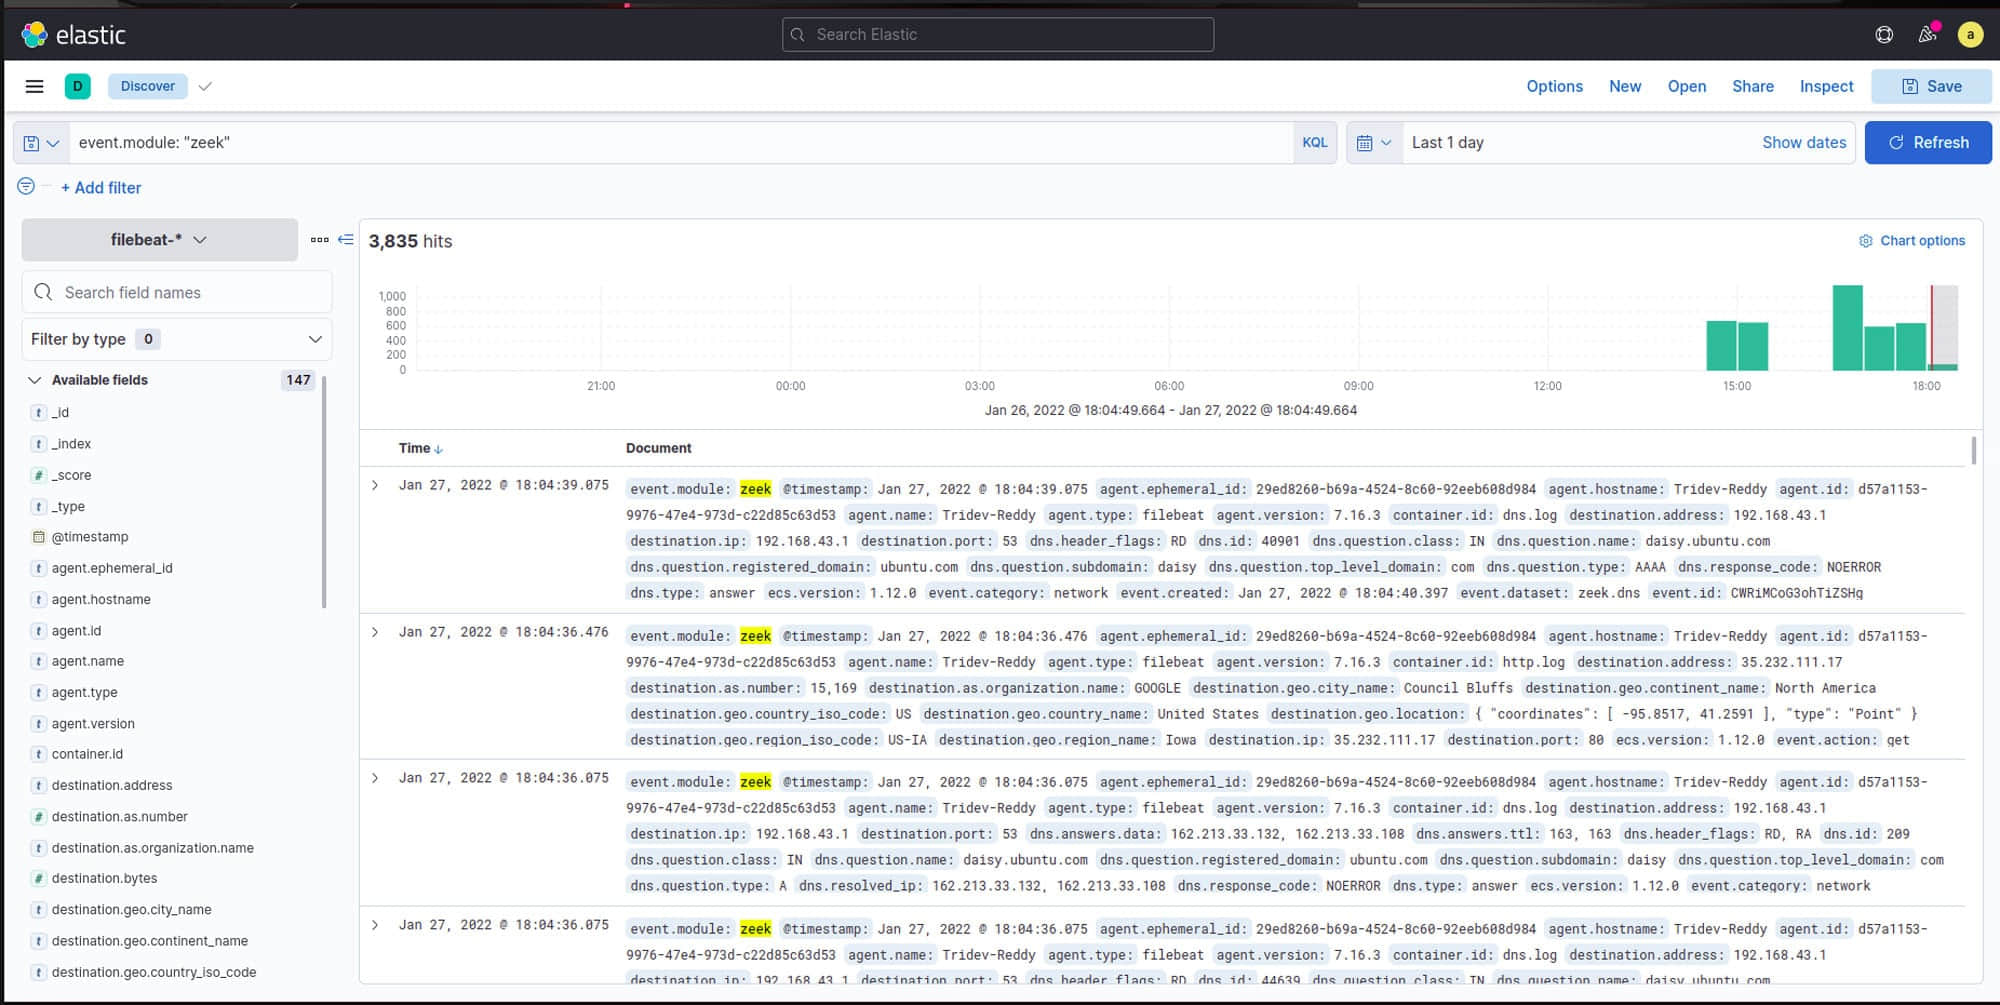 elastic
Search Elastic
a
D
Discover
Options
New
Open
Share
Inspect
Save
event.module: "zeek"
KQL
Last 1 day
Show dates
Refresh
+ Add filter
filebeat-*
Search field names
Filter by type 0
Available fields 147
t _id
t _index
# _score
t _type
@timestamp
t agent.ephemeral_id
t agent.hostname
t agent.id
t agent.name
t agent.type
t agent.version
t container.id
t destination.address
# destination.as.number
t destination.as.organization.name
# destination.bytes
t destination.geo.city_name
t destination.geo.continent_name
t destination.geo.country_iso_code
3,835 hits
Chart options
1,000
800
600
400
200
0
21:00 00:00 03:00 06:00 09:00 12:00 15:00 18:00
Jan 26, 2022 @ 18:04:49.664 - Jan 27, 2022 @ 18:04:49.664
Time Document
Jan 27, 2022 @ 18:04:39.075
event.module: zeek @timestamp: Jan 27, 2022 @ 18:04:39.075 agent.ephemeral_id: 29ed8260-b69a-4524-8c60-92eeb608d984 agent.hostname: Tridev-Reddy agent.id: d57a1153-
9976-47e4-973d-c22d85c63d53 agent.name: Tridev-Reddy agent.type: filebeat agent.version: 7.16.3 container.id: dns.log destination.address: 192.168.43.1
destination.ip: 192.168.43.1 destination.port: 53 dns.header_flags: RD dns.id: 40901 dns.question.class: IN dns.question.name: daisy.ubuntu.com
dns.question.registered_domain: ubuntu.com dns.question.subdomain: daisy dns.question.top_level_domain: com dns.question.type: AAAA dns.response_code: NOERROR
dns.type: answer ecs.version: 1.12.0 event.category: network event.created: Jan 27, 2022 @ 18:04:40.397 event.dataset: zeek.dns event.id: CWRiMCoG3ohTiZSHq
Jan 27, 2022 @ 18:04:36.476
event.module: zeek @timestamp: Jan 27, 2022 @ 18:04:36.476 agent.ephemeral_id: 29ed8260-b69a-4524-8c60-92eeb608d984 agent.hostname: Tridev-Reddy agent.id: d57a1153-
9976-47e4-973d-c22d85c63d53 agent.name: Tridev-Reddy agent.type: filebeat agent.version: 7.16.3 container.id: http.log destination.address: 35.232.111.17
destination.as.number: 15,169 destination.as.organization.name: GOOGLE destination.geo.city_name: Council Bluffs destination.geo.continent_name: North America
destination.geo.country_iso_code: US destination.geo.country_name: United States destination.geo.location: { "coordinates": [ -95.8517, 41.2591 ], "type": "Point" }
destination.geo.region_iso_code: US-IA destination.geo.region_name: Iowa destination.ip: 35.232.111.17 destination.port: 80 ecs.version: 1.12.0 event.action: get
Jan 27, 2022 @ 18:04:36.075
event.module: zeek @timestamp: Jan 27, 2022 @ 18:04:36.075 agent.ephemeral_id: 29ed8260-b69a-4524-8c60-92eeb608d984 agent.hostname: Tridev-Reddy agent.id: d57a1153-
9976-47e4-973d-c22d85c63d53 agent.name: Tridev-Reddy agent.type: filebeat agent.version: 7.16.3 container.id: dns.log destination.address: 192.168.43.1
destination.ip: 192.168.43.1 destination.port: 53 dns.answers.data: 162.213.33.132, 162.213.33.108 dns.answers.ttl: 163, 163 dns.header_flags: RD, RA dns.id: 209
dns.question.class: IN dns.question.name: daisy.ubuntu.com dns.question.registered_domain: ubuntu.com dns.question.subdomain: daisy dns.question.top_level_domain: com
dns.question.type: A dns.resolved_ip: 162.213.33.132, 162.213.33.108 dns.response_code: NOERROR dns.type: answer ecs.version: 1.12.0 event.category: network
Jan 27, 2022 @ 18:04:36.075
event.module: zeek @timestamp: Jan 27, 2022 @ 18:04:36.075 agent.ephemeral_id: 29ed8260-b69a-4524-8c60-92eeb608d984 agent.hostname: Tridev-Reddy agent.id: d57a1153-
9976-47e4-973d-c22d85c63d53 agent.name: Tridev-Reddy agent.type: filebeat agent.version: 7.16.3 container.id: dns.log destination.address: 192.168.43.1
destination.ip: 192.168.43.1 destination.port: 53 dns.header_flags: RD dns.id: 44639 dns.question.class: IN dns.question.name: daisy.ubuntu.com